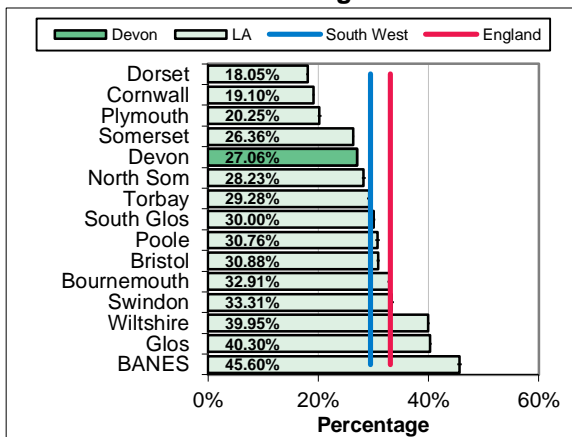 Devon LA South West England
Dorset 18.05%
Cornwall 19.10%
Plymouth 20.25%
Somerset 26.36%
Devon 27.06%
North Som 28.23%
Torbay 29.28%
South Glos 30.00%
Poole 30.76%
Bristol 30.88%
Bournemouth 32.91%
Swindon 33.31%
Wiltshire 39.95%
Glos 40.30%
BANES 45.60%
0% 20% 40% 60%
Percentage